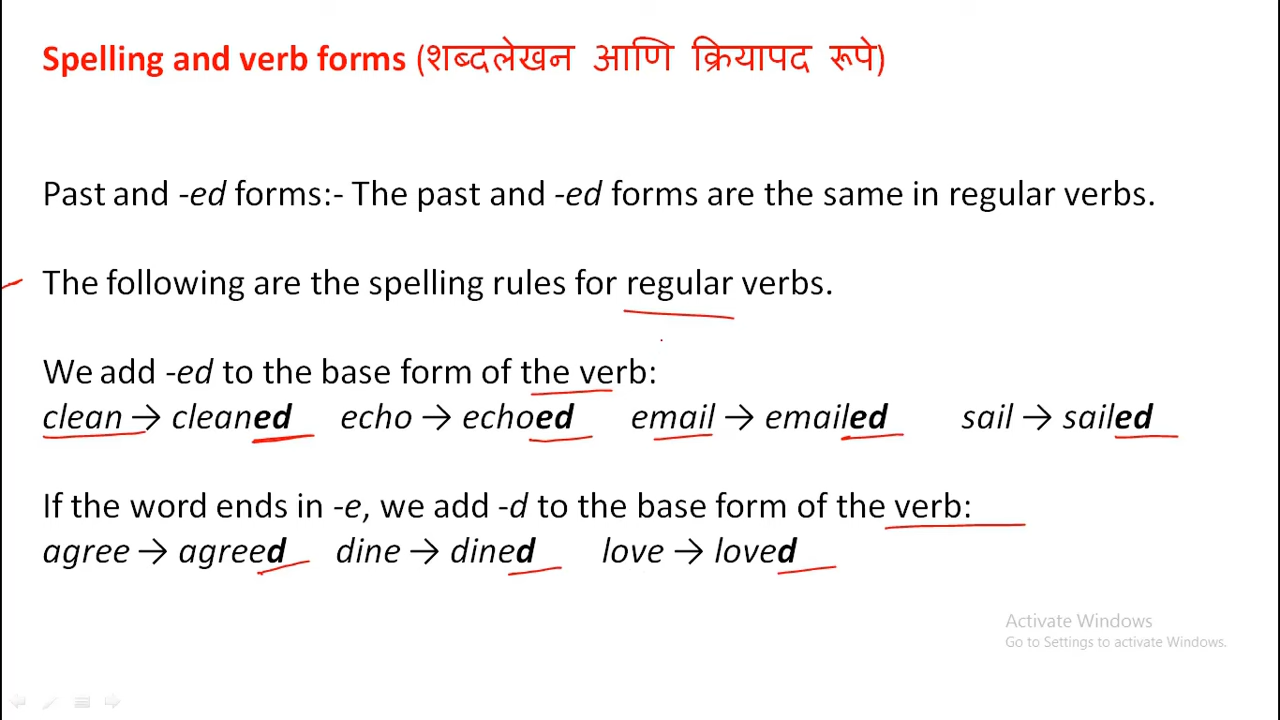 Spelling and verb forms (शब्दलेखन आणि क्रियापद रूपे)
Past and -ed forms:- The past and -ed forms are the same in regular verbs.
The following are the spelling rules for regular verbs.
We add -ed to the base form of the verb:
clean → cleaned echo → echoed email → emailed sail → sailed
If the word ends in -e, we add -d to the base form of the verb:
agree → agreed dine → dined love → loved
Activate Windows
Go to Settings to activate Windows.